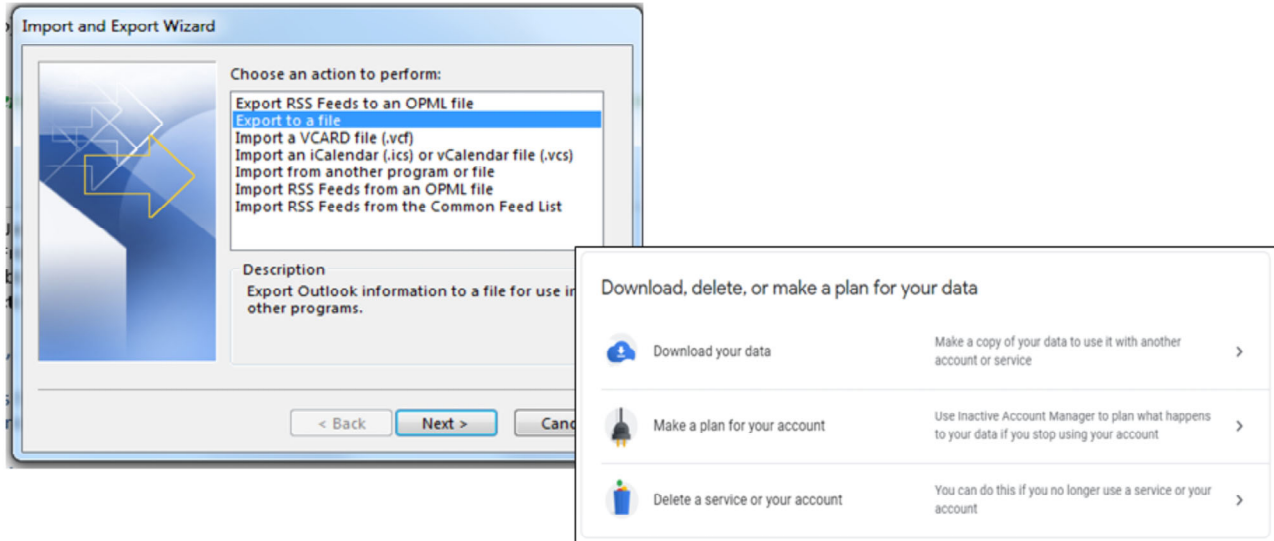 Import and Export Wizard
Choose an action to perform:
Export RSS Feeds to an OPML file
Export to a file
Import a VCARD file (.vcf)
Import an iCalendar (.ics) or vCalendar file (.vcs)
Import from another program or file
Import RSS Feeds from an OPML file
Import RSS Feeds from the Common Feed List
Description
Export Outlook information to a file for use in
other programs.
< Back
Next >
Download, delete, or make a plan for your data
Download your data
Make a copy of your data to use it with another
account or service
Make a plan for your account
Use Inactive Account Manager to plan what happens
to your data if you stop using your account
Delete a service or your account
You can do this if you no longer use a service or your
account